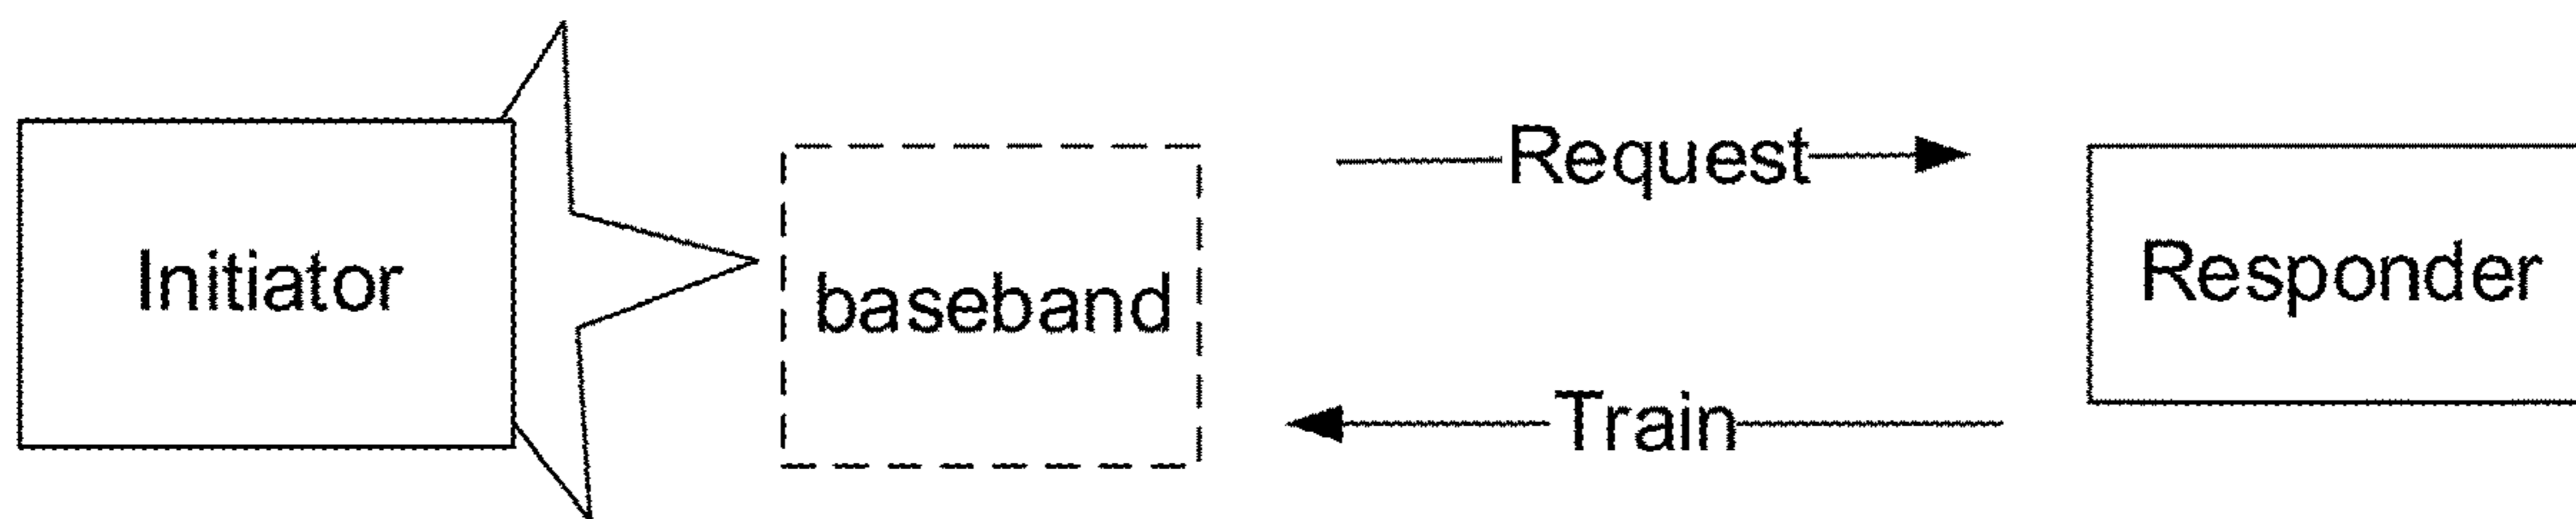 Request
Initiator
baseband
Responder
Train